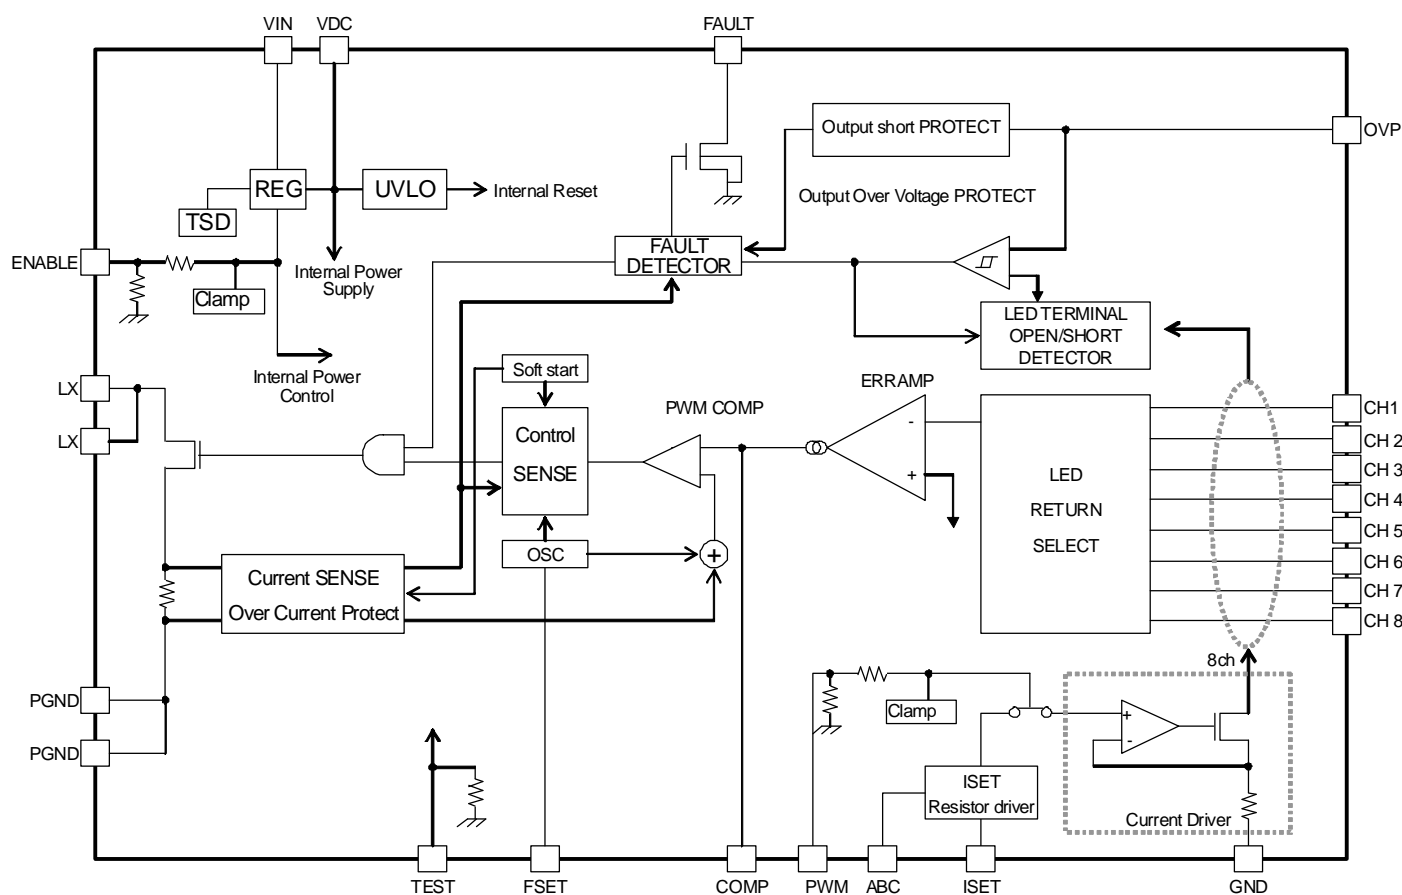 VIN
VDC
FAULT
Output short PROTECT
OVP
REG
UVLO
Internal Reset
TSD
Output Over Voltage PROTECT
FAULT
DETECTOR
ENABLE
Internal Power
Supply
Clamp
LED TERMINAL
OPEN/SHORT
DETECTOR
Soft start
Internal Power
Control
ERRAMP
LX
PWM COMP
CH1
LX
Control
SENSE
-
+
CH 2
CH 3
LED
RETURN
SELECT
CH 4
CH 5
OSC
+
CH 6
Current SENSE
Over Current Protect
CH 7
CH 8
8ch
PGND
Clamp
+
-
PGND
ISET
Resistor driver
Current Driver
TEST
FSET
COMP
PWM
ABC
ISET
GND